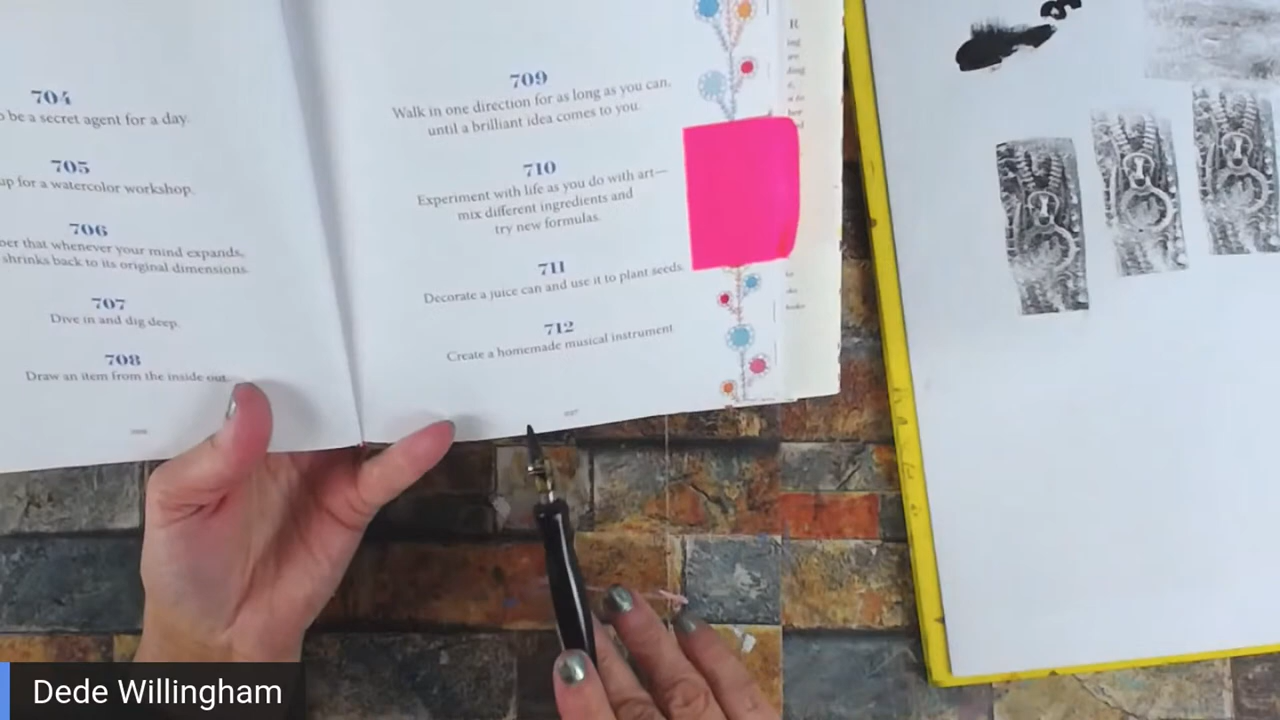 704
be a secret agent for a day.
705
up for a watercolor workshop.
706
that whenever your mind expands,
shrinks back to its original dimensions.
707
Dive in and dig deep.
708
Draw an item from the inside out.
709
Walk in one direction for as long as you can,
until a brilliant idea comes to you.
710
Experiment with life as you do with art—
mix different ingredients and
try new formulas.
711
Decorate a juice can and use it to plant seeds.
712
Create a homemade musical instrument
Dede Willingham